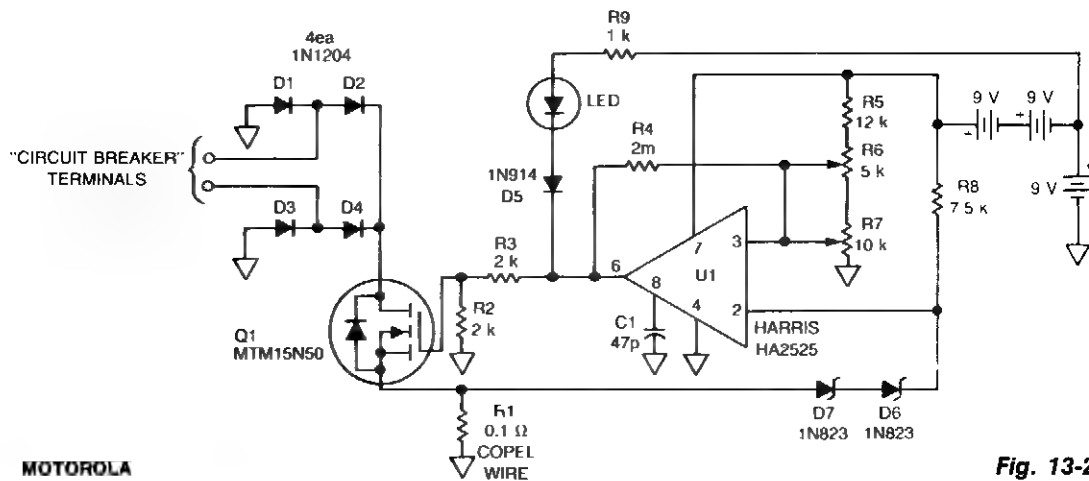 4ea
1N1204
D1
D2
"CIRCUIT BREAKER"
TERMINALS
D3
D4
Q1
MTM15N50
R9
1 k
LED
1N914
D5
R4
2m
R3
2 k
R2
2 k
6
7
8
U1
4
3
2
C1
47p
HARRIS
HA2525
R5
12 k
R6
5 k
R7
10 k
9 V
9 V
+
+
9 V
+
R8
7 5 k
D7
1N823
D6
1N823
R1
0.1 Ω
COPEL
WIRE
MOTOROLA
Fig. 13-2